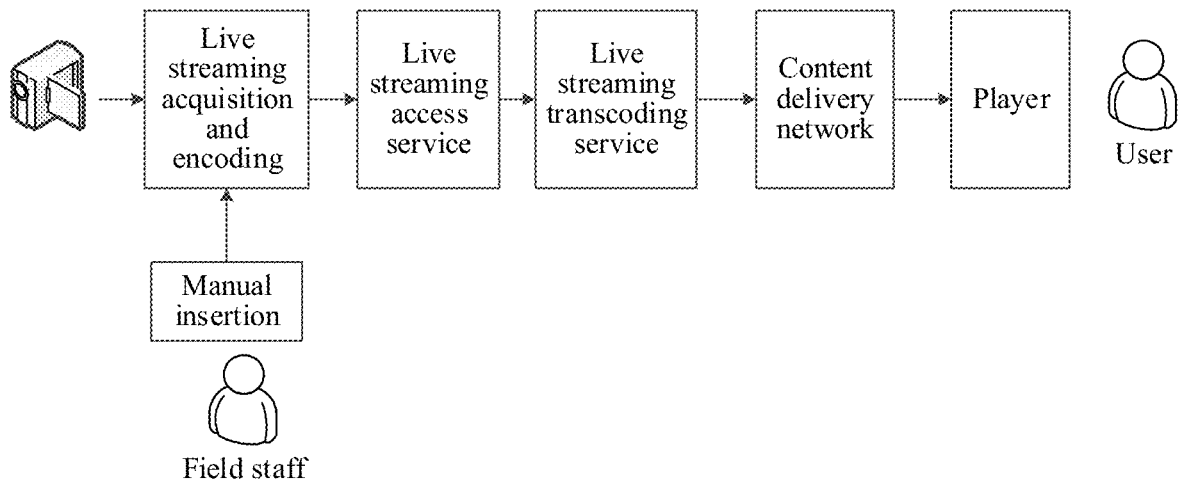 Live
streaming
acquisition
and
encoding
Live
streaming
access
service
Live
streaming
transcoding
service
Content
delivery
network
Player
User
Manual
insertion
Field staff